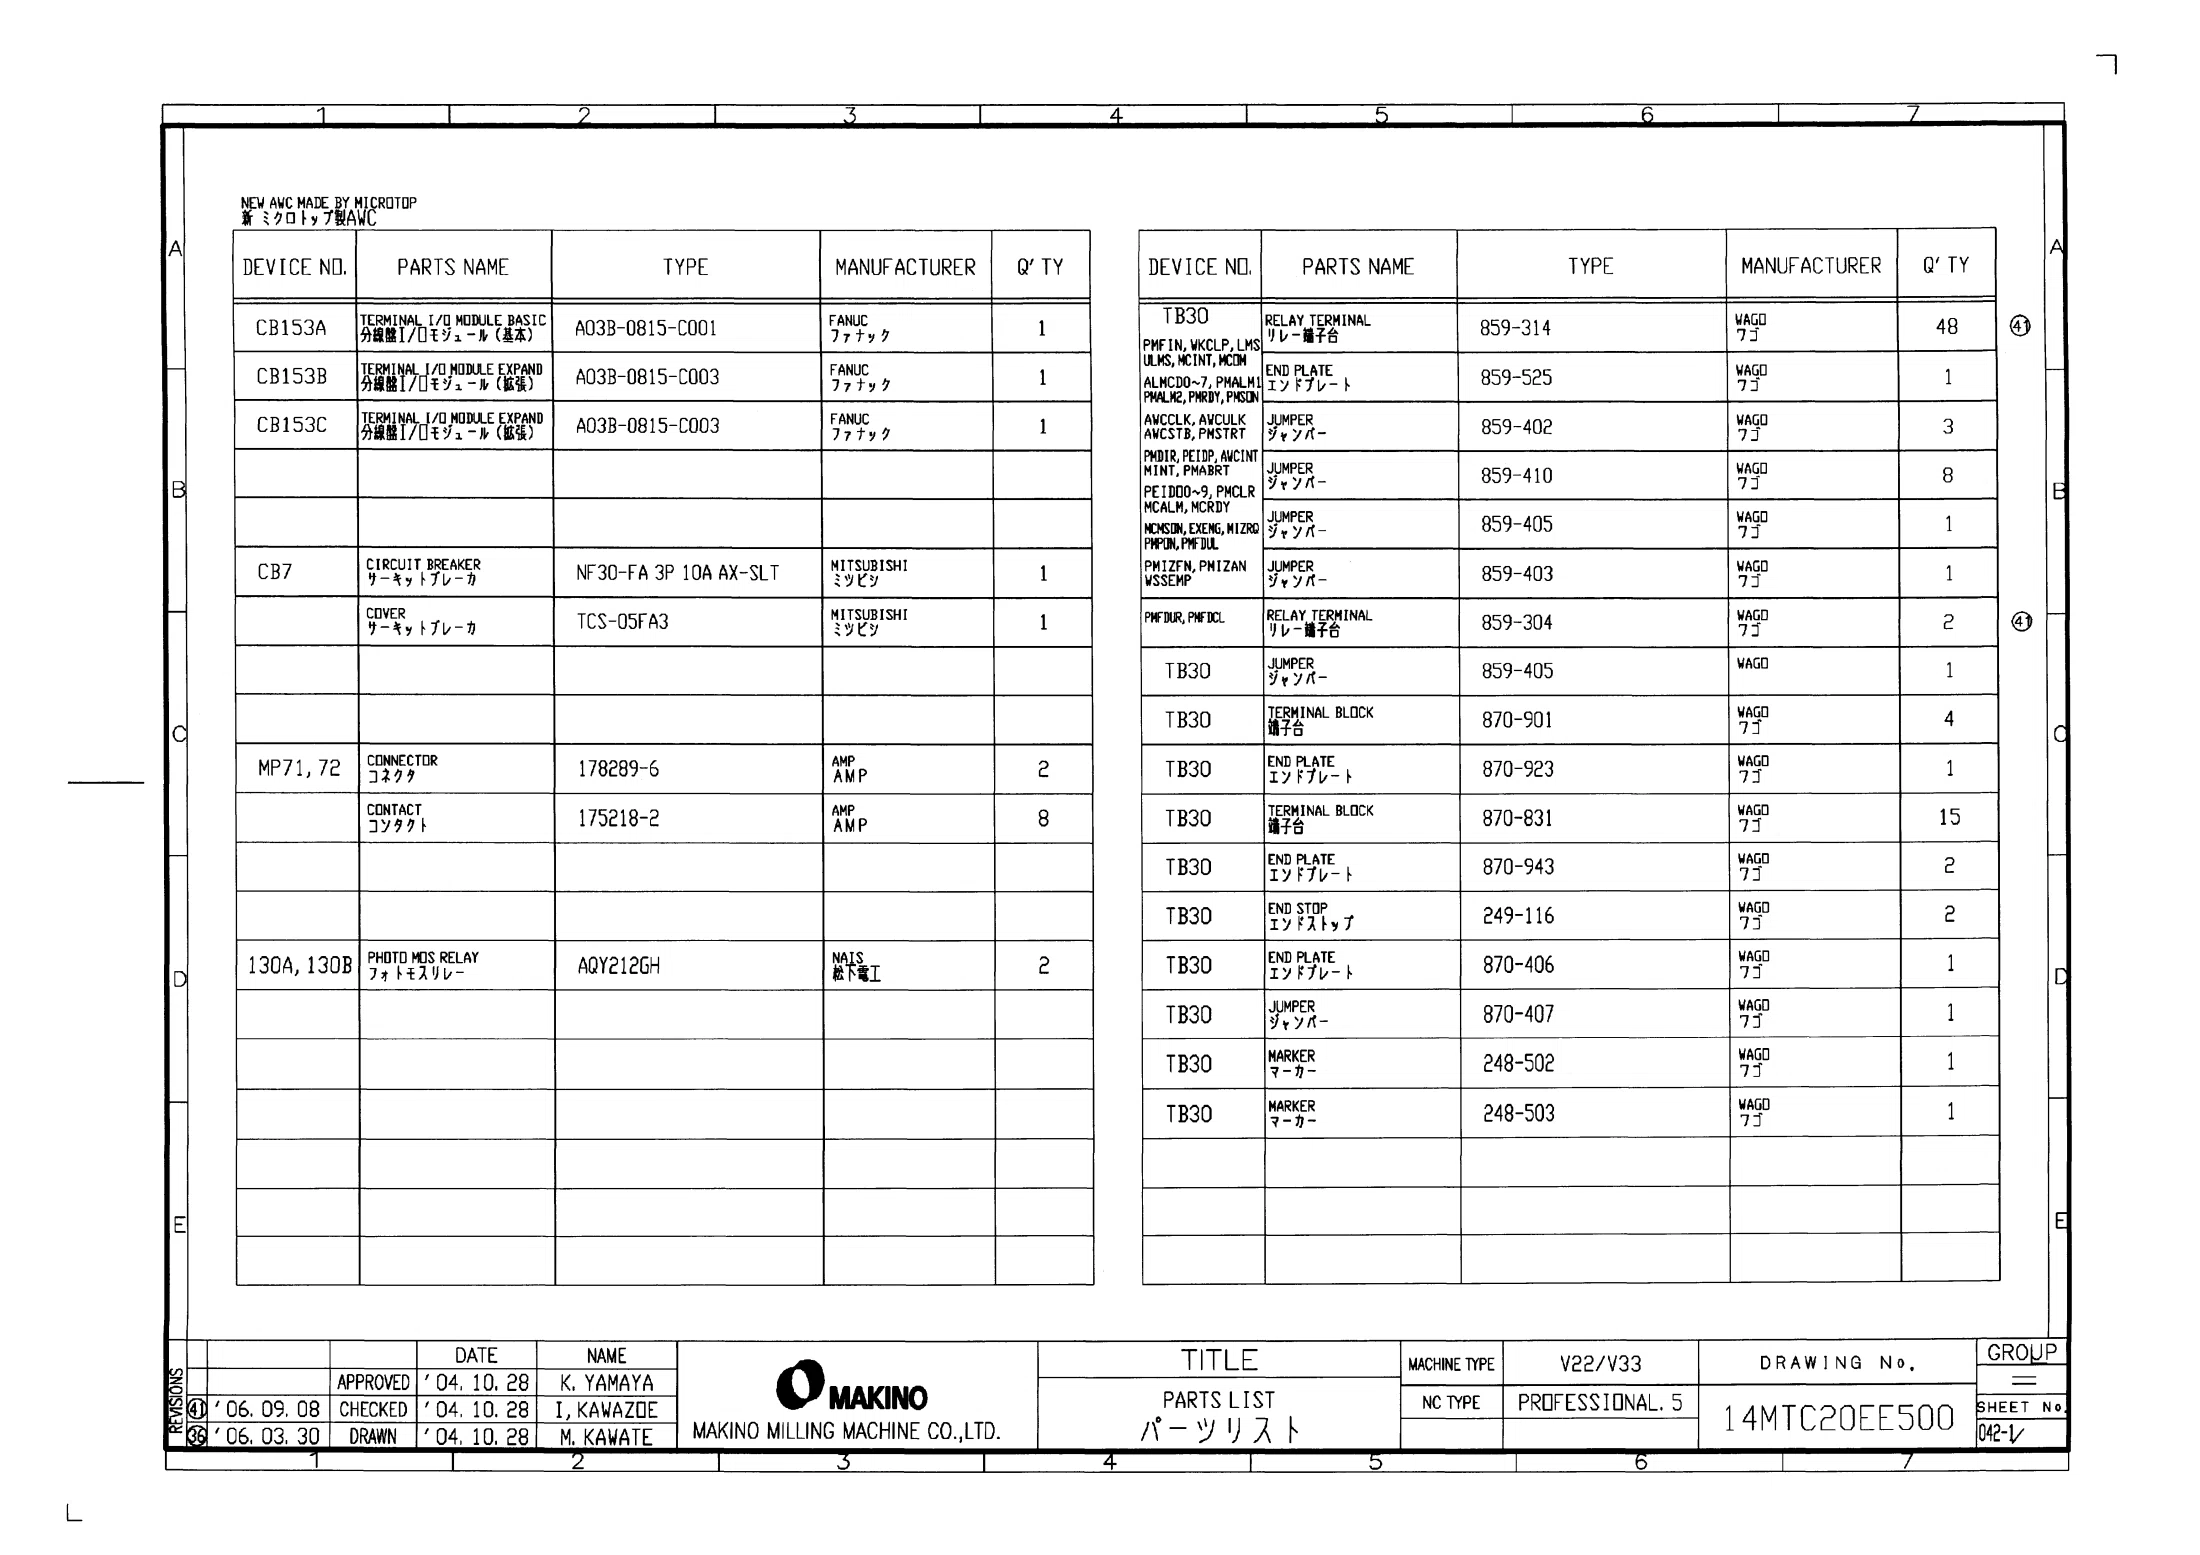 1 2 3 4 5 6 7
A
B
C
D
E
NEW AWC MADE BY MICROTOP
新 ミクロトップ製AWC
DEVICE NO. PARTS NAME TYPE MANUFACTURER Q'TY
CB153A TERMINAL I/O MODULE BASIC A03B-0815-C001 FANUC 1
分線盤I/Oモジュール(基本) ファナック
CB153B TERMINAL I/O MODULE EXPAND A03B-0815-C003 FANUC 1
分線盤I/Oモジュール(拡張) ファナック
CB153C TERMINAL I/O MODULE EXPAND A03B-0815-C003 FANUC 1
分線盤I/Oモジュール(拡張) ファナック
CB7 CIRCUIT BREAKER NF30-FA 3P 10A AX-SLT MITSUBISHI 1
サーキットブレーカ ミツビシ
COVER TCS-05FA3 MITSUBISHI 1
サーキットブレーカ ミツビシ
MP71, 72 CONNECTOR 178289-6 AMP 2
コネクタ AMP
CONTACT 175218-2 AMP 8
コンタクト AMP
130A, 130B PHOTO MOS RELAY AQY212GH NAIS 2
フォトモスリレー 松下電工
DEVICE NO. PARTS NAME TYPE MANUFACTURER Q'TY
TB30
PMFIN, WKCLP, LMS
ULMS, MCINT, MCOM
ALMCD0~7, PMALM1
PMALM2, PMRDY, PMSON
AWCCLK, AWCULK
AWCSTB, PMSTRT
PMDIR, PEIDP, AWCINT
MINT, PMABRT
PEIDO0~9, PMCLR
MCALM, MCRDY
MCMSON, EXENG, MIZRQ
PMPON, PMFDUL
PMIZFN, PMIZAN
WSSEMP
RELAY TERMINAL 859-314 WAGO 48 ㊶
リレー端子台 ワゴ
END PLATE 859-525 WAGO 1
エンドプレート ワゴ
JUMPER 859-402 WAGO 3
ジャンパー ワゴ
JUMPER 859-410 WAGO 8
ジャンパー ワゴ
JUMPER 859-405 WAGO 1
ジャンパー ワゴ
JUMPER 859-403 WAGO 1
ジャンパー ワゴ
PMFDUR, PMFDCL RELAY TERMINAL 859-304 WAGO 2 ㊶
リレー端子台 ワゴ
TB30 JUMPER 859-405 WAGO 1
ジャンパー
TB30 TERMINAL BLOCK 870-901 WAGO 4
端子台 ワゴ
TB30 END PLATE 870-923 WAGO 1
エンドプレート ワゴ
TB30 TERMINAL BLOCK 870-831 WAGO 15
端子台 ワゴ
TB30 END PLATE 870-943 WAGO 2
エンドプレート ワゴ
TB30 END STOP 249-116 WAGO 2
エンドストップ ワゴ
TB30 END PLATE 870-406 WAGO 1
エンドプレート ワゴ
TB30 JUMPER 870-407 WAGO 1
ジャンパー ワゴ
TB30 MARKER 248-502 WAGO 1
マーカー ワゴ
TB30 MARKER 248-503 WAGO 1
マーカー ワゴ
A
B
C
D
E
REVISIONS
DATE NAME
APPROVED '04. 10. 28 K. YAMAYA
㊶ '06. 09. 08 CHECKED '04. 10. 28 I, KAWAZOE
㊱ '06. 03. 30 DRAWN '04. 10. 28 M. KAWATE
MAKINO
MAKINO MILLING MACHINE CO.,LTD.
TITLE
PARTS LIST
パーツリスト
MACHINE TYPE V22/V33
NC TYPE PROFESSIONAL. 5
DRAWING No.
14MTC20EE500
GROUP
=
SHEET No.
042-1/
1 2 3 4 5 6 7